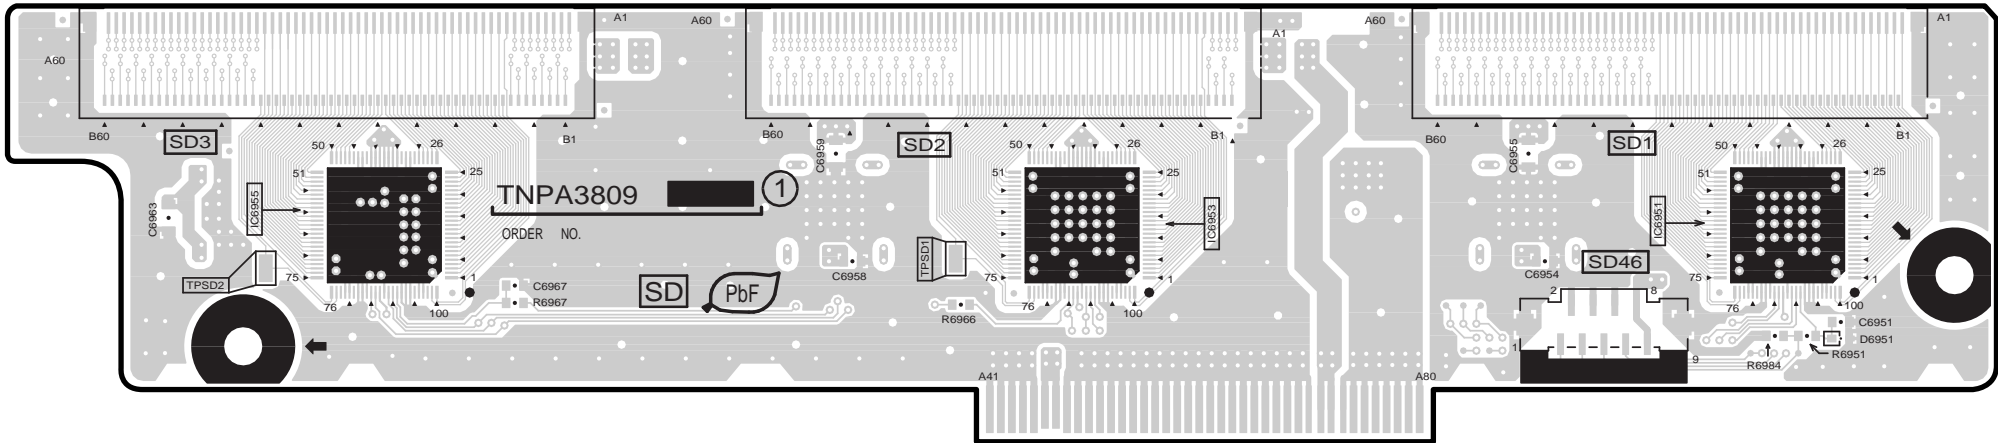 A1 A60 A60 A1
A1
A60
B60 B1 B60 B1 B60 B1
SD3 SD2 SD1
50 26 50 26 50 26
C6959 C6955
51 25 51 25 51 25
TNPA3809 1
ORDER NO.
C6963 IC6955 IC6953 IC6951
TPSD1
C6958 C6954 SD46
75 1 75 1 75 1
TPSD2
SD PbF
C6967 2 8
R6967
76 100 R6966 76 100 76 100
C6951
D6951
1 9 R6984 R6951
A41 A80